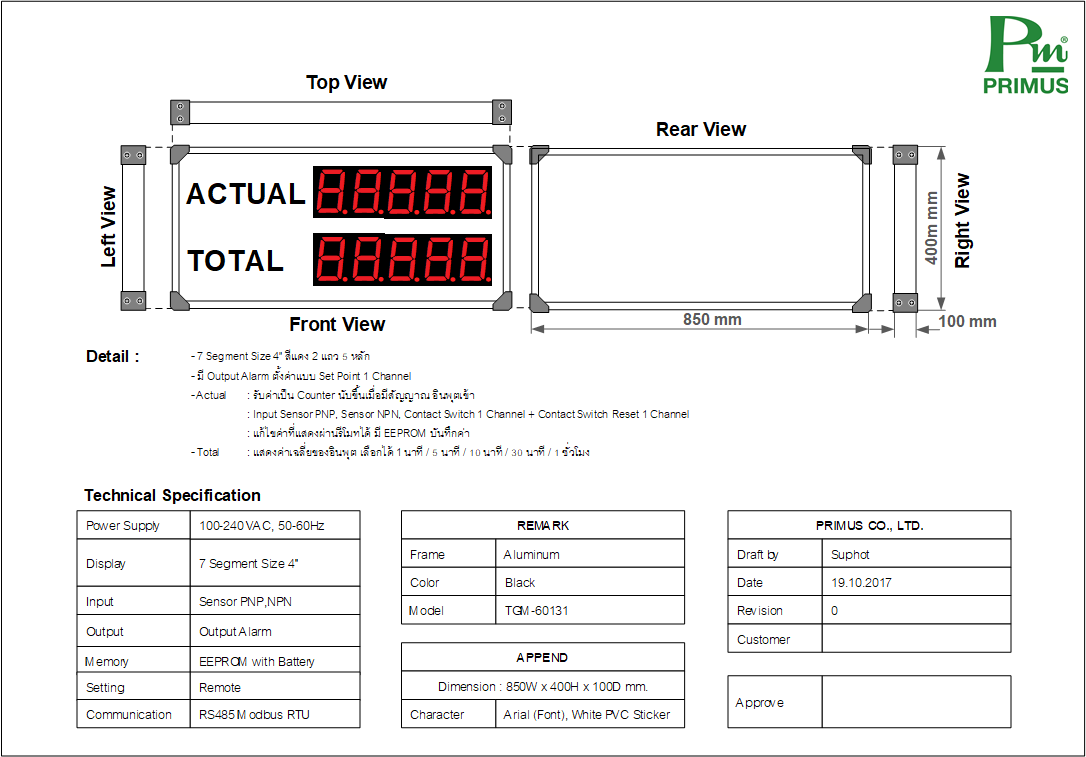 Pm®
PRIMUS
Top View
Rear View
Left View
ACTUAL 8.8.8.8.8.
TOTAL 8.8.8.8.8.
400m mm
Right View
Front View
850 mm
100 mm
Detail :
- 7 Segment Size 4" สีแดง 2 แถว 5 หลัก
- มี Output Alarm ตั้งค่าแบบ Set Point 1 Channel
- Actual : รับค่าเป็น Counter นับขึ้นเมื่อมีสัญญาณอินพุตเข้า
: Input Sensor PNP, Sensor NPN, Contact Switch 1 Channel + Contact Switch Reset 1 Channel
: แก้ไขค่าที่แสดงผ่านรีโมทได้ มี EEPROM บันทึกค่า
- Total : แสดงค่าเฉลี่ยของอินพุต เลือกได้ 1 นาที / 5 นาที / 10 นาที / 30 นาที / 1 ชั่วโมง
Technical Specification
Power Supply 100-240 VAC, 50-60Hz
Display 7 Segment Size 4"
Input Sensor PNP,NPN
Output Output Alarm
Memory EEPROM with Battery
Setting Remote
Communication RS485 Modbus RTU
REMARK
Frame Aluminum
Color Black
Model TGM-60131
APPEND
Dimension : 850W x 400H x 100D mm.
Character Arial (Font), White PVC Sticker
PRIMUS CO., LTD.
Draft by Suphot
Date 19.10.2017
Revision 0
Customer
Approve